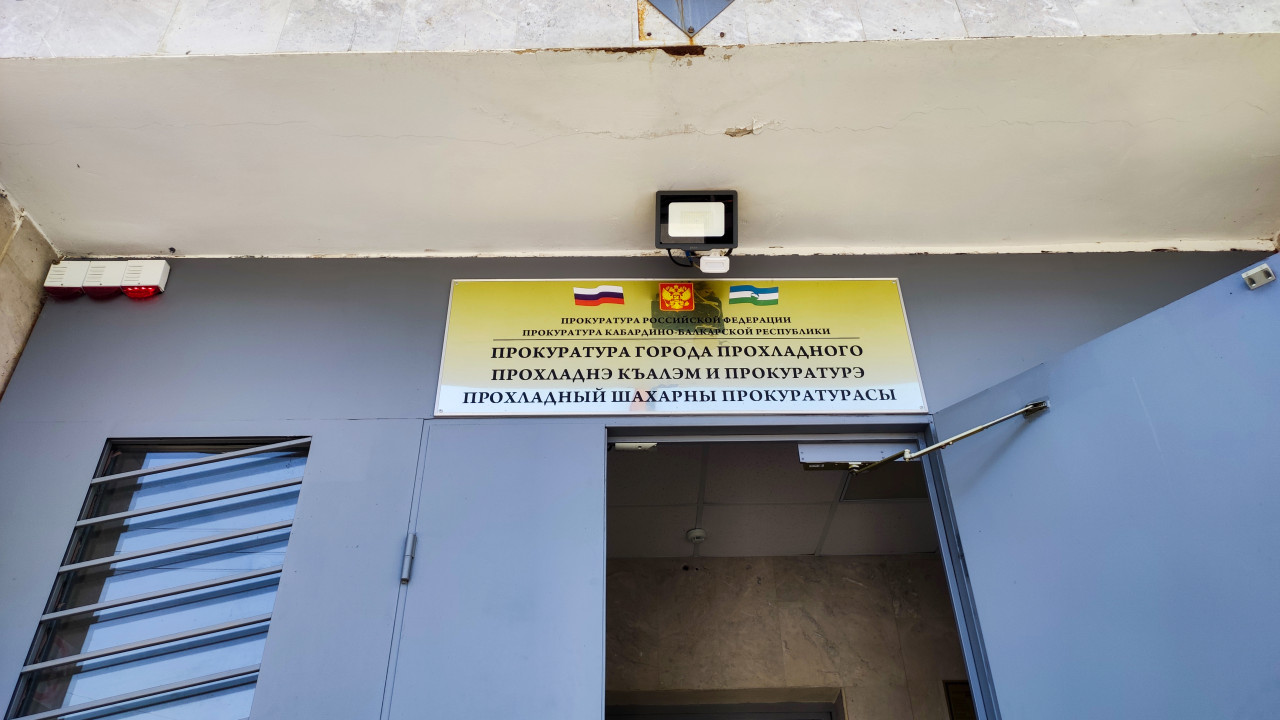 ПРОКУРАТУРА РОССИЙСКОЙ ФЕДЕРАЦИИ
ПРОКУРАТУРА КАБАРДИНО-БАЛКАРСКОЙ РЕСПУБЛИКИ
ПРОКУРАТУРА ГОРОДА ПРОХЛАДНОГО
ПРОХЛАДНЭ КЪАЛЭМ И ПРОКУРАТУРЭ
ПРОХЛАДНЫЙ ШАХАРНЫ ПРОКУРАТУРАСЫ